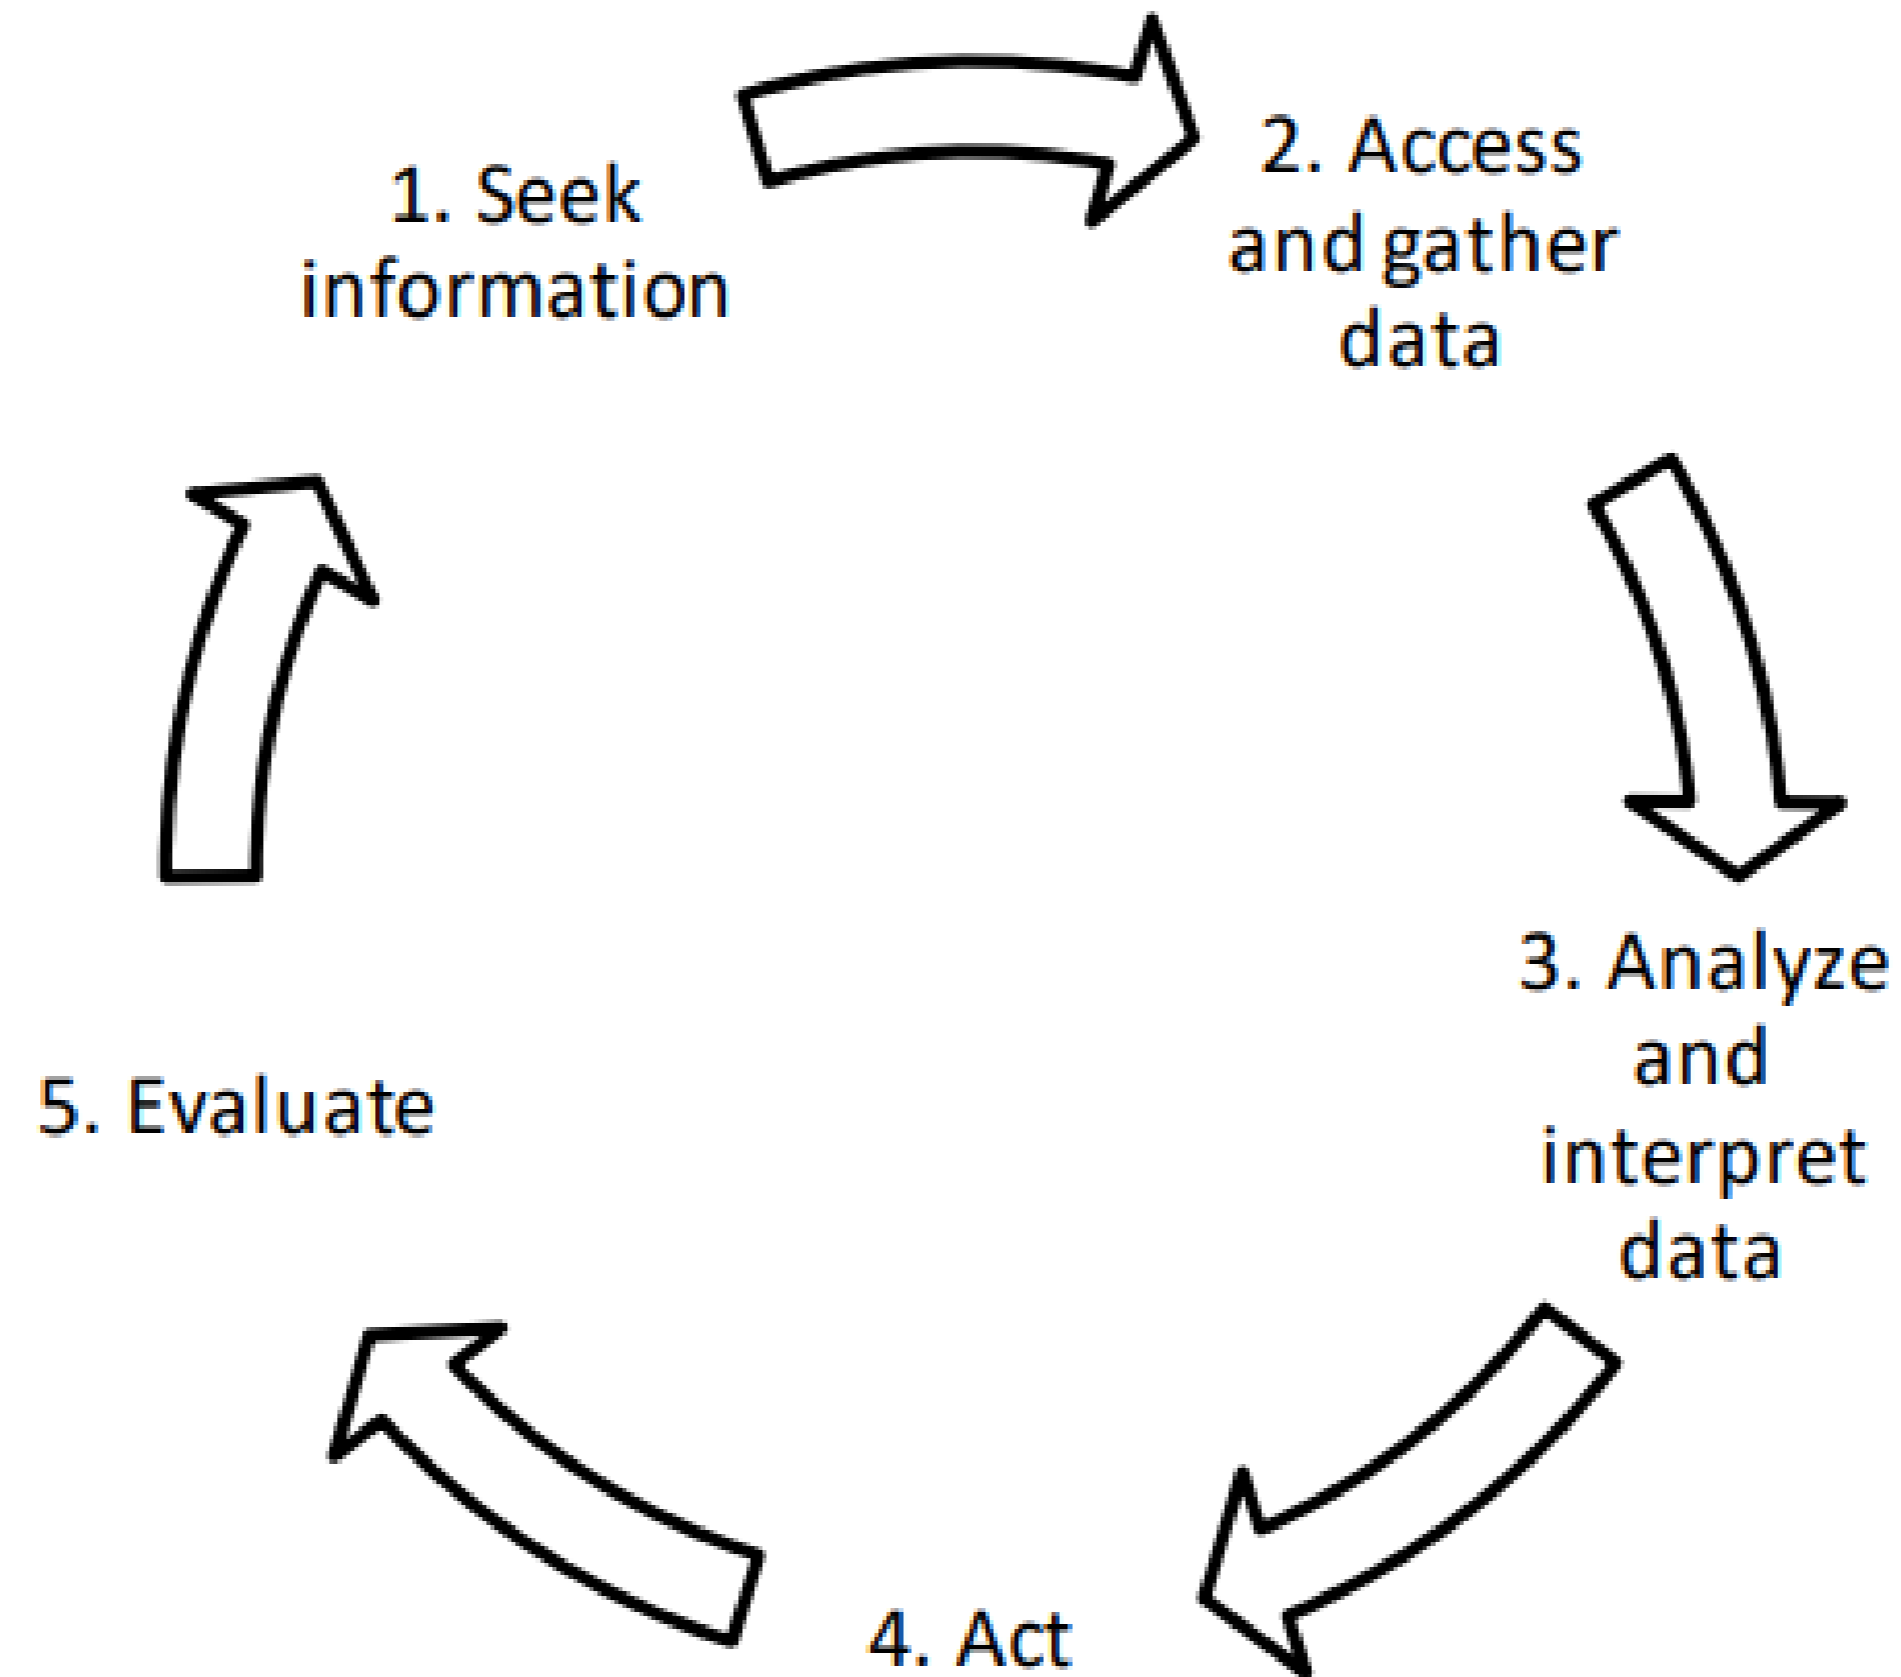 1. Seek
information
2. Access
and gather
data
3. Analyze
and
interpret
data
4. Act
5. Evaluate